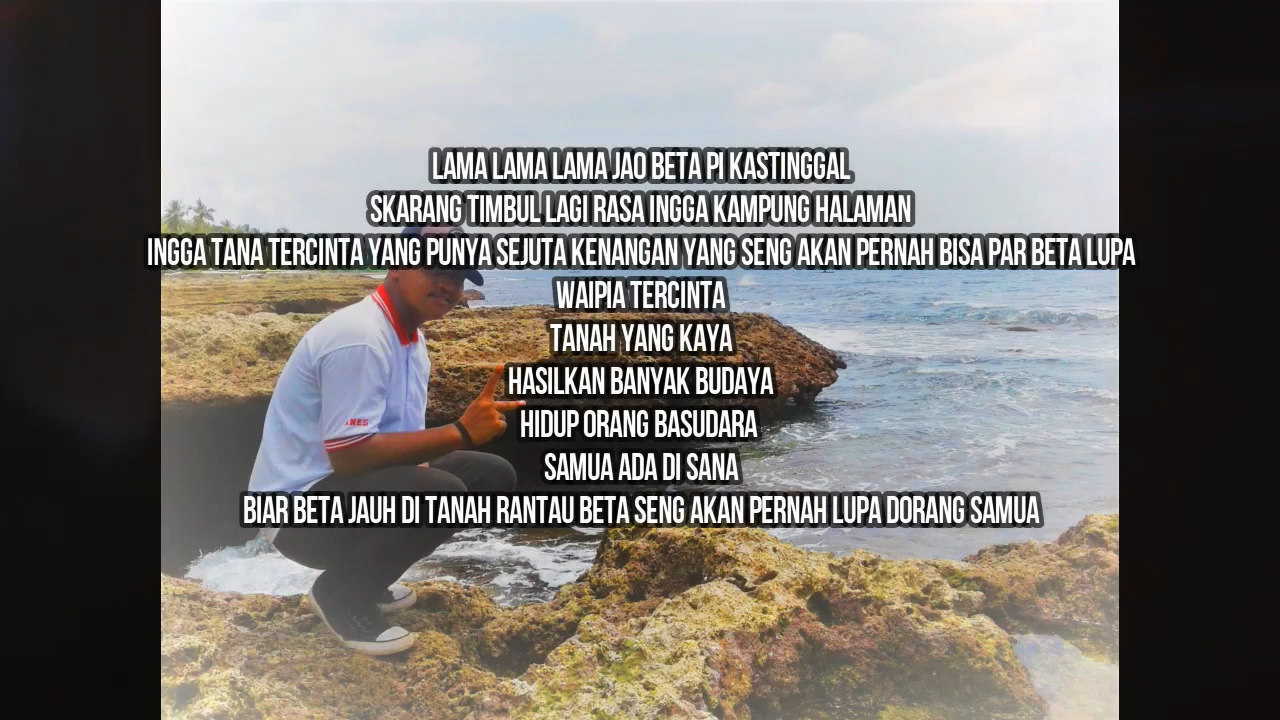 LAMA LAMA LAMA JAO BETA PI KASTINGGAL
SKARANG TIMBUL LAGI RASA INGGA KAMPUNG HALAMAN
INGGA TANA TERCINTA YANG PUNYA SEJUTA KENANGAN YANG SENG AKAN PERNAH BISA PAR BETA LUPA
WAIPIA TERCINTA
TANAH YANG KAYA
HASILKAN BANYAK BUDAYA
HIDUP ORANG BASUDARA
SAMUA ADA DI SANA
BIAR BETA JAUH DI TANAH RANTAU BETA SENG AKAN PERNAH LUPA DORANG SAMUA